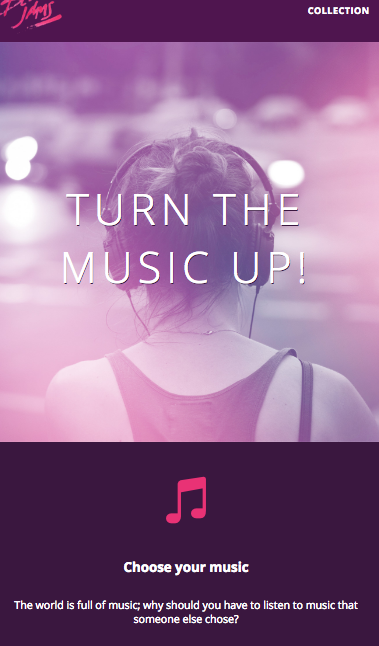 jams
COLLECTION
TURN THE
MUSIC UP!
Choose your music
The world is full of music; why should you have to listen to music that
someone else chose?